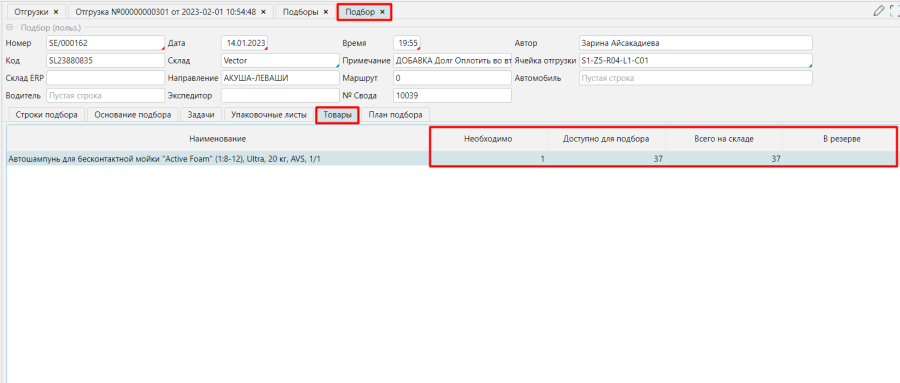 Отгрузки × Отгрузка №00000000301 от 2023-02-01 10:54:48 × Подборы × Подбор ×
Подбор (польз.)
Номер SE/000162 Дата 14.01.2023 Время 19:55 Автор Зарина Айсакадиева
Код SL23880835 Склад Vector Примечание ДОБАВКА Долг Оплотить во вт Ячейка отгрузки S1-Z5-R04-L1-C01
Склад ERP Направление АКУША-ЛЕВАШИ Маршрут 0 Автомобиль Пустая строка
Водитель Пустая строка Экспедитор № Свода 10039
Строки подбора Основание подбора Задачи Упаковочные листы Товары План подбора
Наименование Необходимо Доступно для подбора Всего на складе В резерве
Автошампунь для бесконтактной мойки "Active Foam" (1:8-12), Ultra, 20 кг, AVS, 1/1 1 37 37